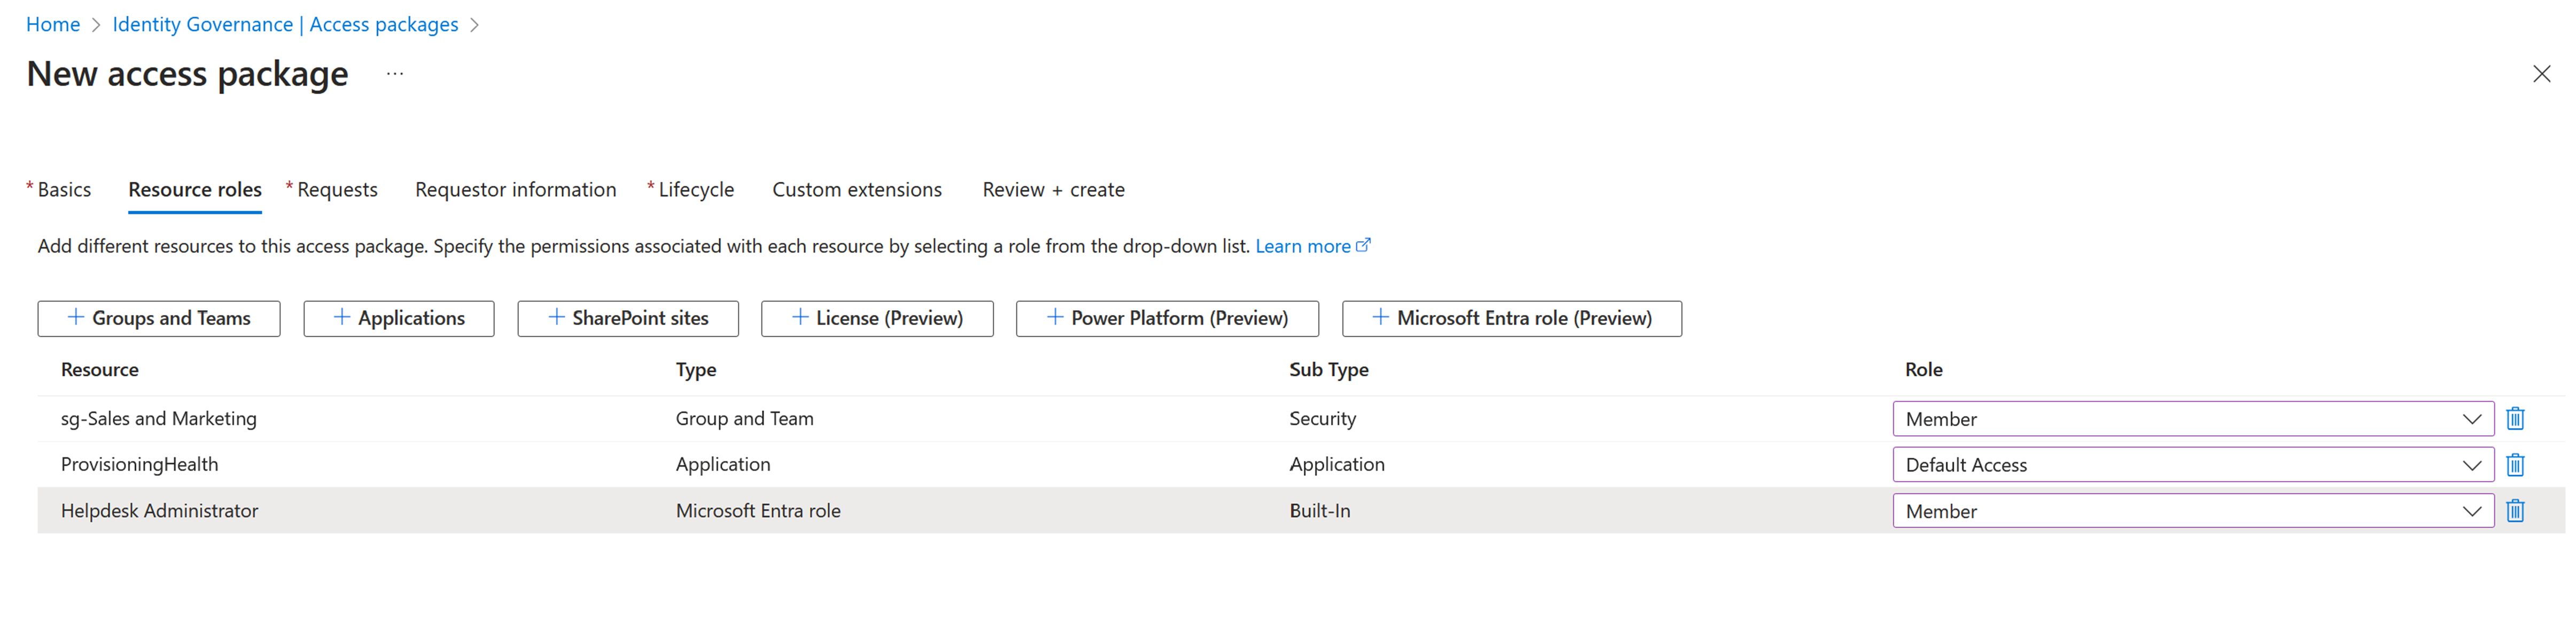 Home > Identity Governance | Access packages >
New access package ...
* Basics Resource roles * Requests Requestor information * Lifecycle Custom extensions Review + create
Add different resources to this access package. Specify the permissions associated with each resource by selecting a role from the drop-down list. Learn more
+ Groups and Teams + Applications + SharePoint sites + License (Preview) + Power Platform (Preview) + Microsoft Entra role (Preview)
Resource Type Sub Type Role
sg-Sales and Marketing Group and Team Security Member
ProvisioningHealth Application Application Default Access
Helpdesk Administrator Microsoft Entra role Built-In Member